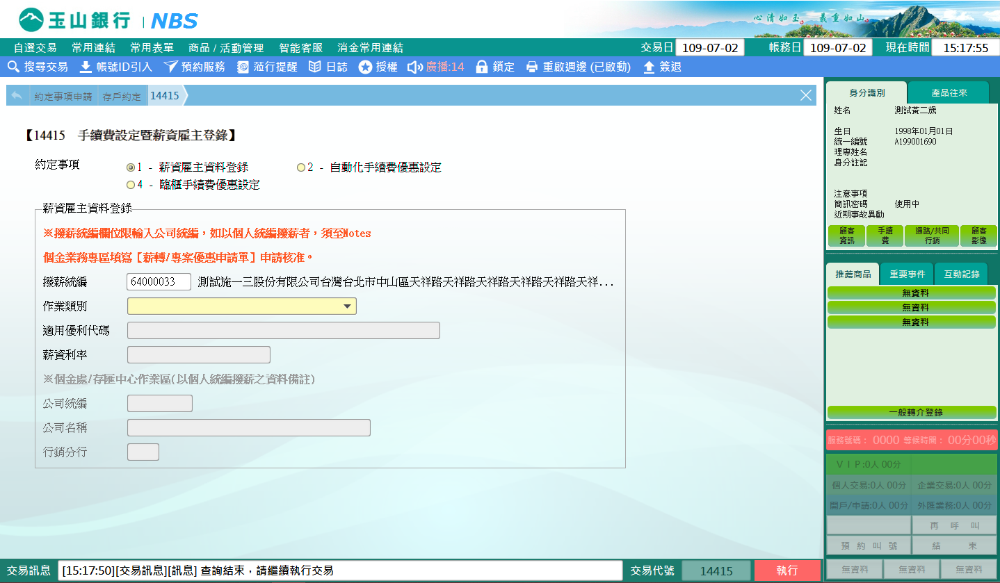 玉山銀行 NBS
心清如玉。義重如山。
自選交易 常用連結 常用表單 商品 / 活動管理 智能客服 消金常用連結 交易日 109-07-02 帳務日 109-07-02 現在時間 15:17:55
搜尋交易 帳號ID引入 預約服務 蒞行提醒 日誌 授權 廣播:14 鎖定 重啟週邊 (已啟動) 簽退
約定事項申請 存戶約定 14415
【14415 手續費設定暨薪資雇主登錄】
約定事項 1 - 薪資雇主資料登錄 2 - 自動化手續費優惠設定
4 - 臨櫃手續費優惠設定
薪資雇主資料登錄
※撥薪統編欄位限輸入公司統編，如以個人統編撥薪者，須至Notes
個金業務專區填寫［薪轉/專案優惠申請單］申請核准。
撥薪統編 64000033 測試施一三股份有限公司台灣台北市中山區天祥路天祥路天祥路天祥路天祥路天祥...
作業類別
適用優利代碼
薪資利率
※個金處/存匯中心作業區(以個人統編撥薪之資料備註)
公司統編
公司名稱
行銷分行
交易訊息 [15:17:50][交易訊息][訊息] 查詢結束，請繼續執行交易 交易代號 14415 執行
身分識別 產品往來
姓名 測試黃二歲
生日 1998年01月01日
統一編號 A199001690
理專姓名
身分註記
注意事項
簡訊密碼 使用中
近期事故異動
顧客資訊 手續費 通路/共同行銷 顧客影像
推薦商品 重要事件 互動記錄
無資料
無資料
無資料
一般轉介登錄
服務號碼： 0000 等候時間： 00分00秒
ＶＩＰ:0人 00分
個人交易:0人 00分 企業交易:0人 00分
開戶/申請:0人 00分 外匯業務:0人 00分
再呼叫
預約叫號 結束
無資料 無資料 無資料